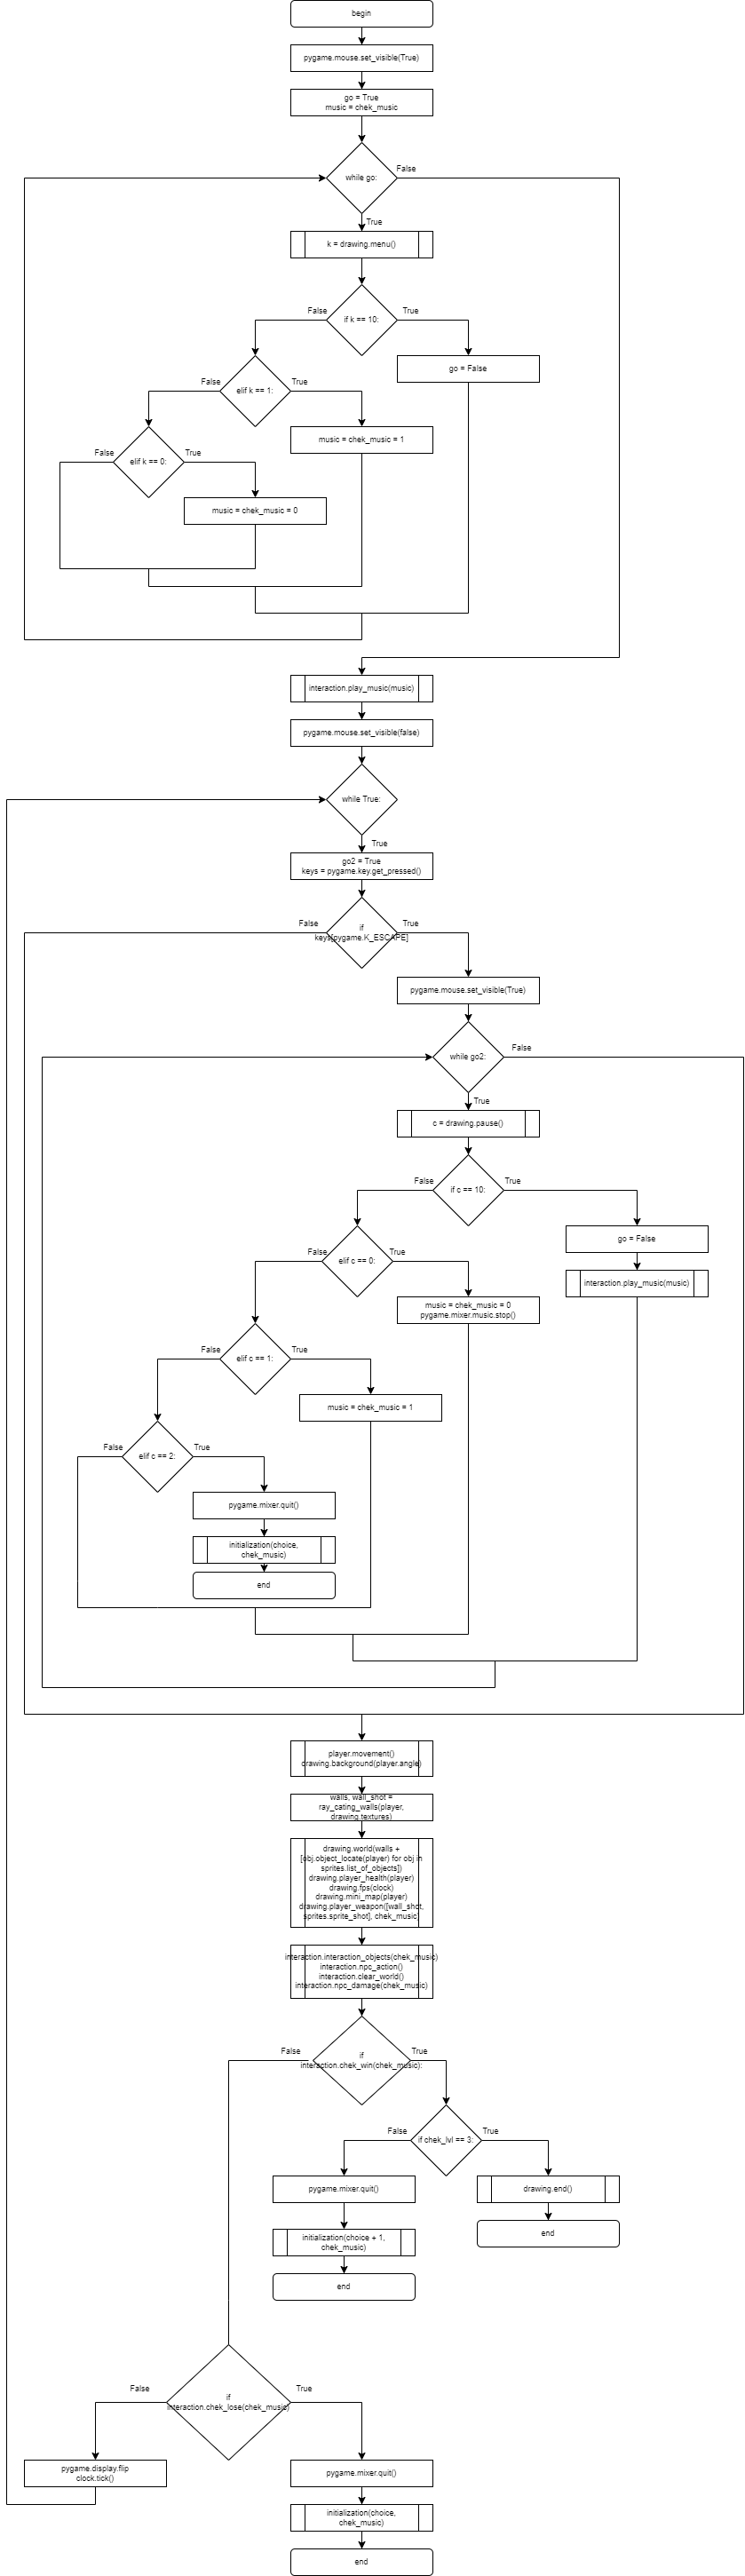 begin
pygame.mouse.set_visible(True)
go = True
music = chek_music
while go:
False
True
k = drawing.menu()
if k == 10:
False
True
go = False
elif k == 1:
False
True
music = chek_music = 1
elif k == 0:
False
True
music = chek_music = 0
interaction.play_music(music)
pygame.mouse.set_visible(false)
while True:
True
go2 = True
keys = pygame.key.get_pressed()
False
True
if
keys[pygame.K_ESCAPE]
pygame.mouse.set_visible(True)
while go2:
False
True
c = drawing.pause()
if c == 10:
False
True
go = False
interaction.play_music(music)
elif c == 0:
False
True
music = chek_music = 0
pygame.mixer.music.stop()
elif c == 1:
False
True
music = chek_music = 1
elif c == 2:
False
True
pygame.mixer.quit()
initialization(choice,
chek_music)
end
player.movement()
drawing.background(player.angle)
walls, wall_shot =
ray_cating_walls(player,
drawing.textures)
drawing.world(walls +
[obj.object_locate(player) for obj in
sprites.list_of_objects])
drawing.player_health(player)
drawing.fps(clock)
drawing.mini_map(player)
drawing.player_weapon([wall_shot,
sprites.sprite_shot], chek_music)
interaction.interaction_objects(chek_music)
interaction.npc_action()
interaction.clear_world()
interaction.npc_damage(chek_music)
False
True
if
interaction.chek_win(chek_music):
False
True
if chek_lvl == 3:
pygame.mixer.quit()
drawing.end()
initialization(choice + 1,
chek_music)
end
end
False
True
if
interaction.chek_lose(chek_music)
pygame.display.flip
clock.tick()
pygame.mixer.quit()
initialization(choice,
chek_music)
end